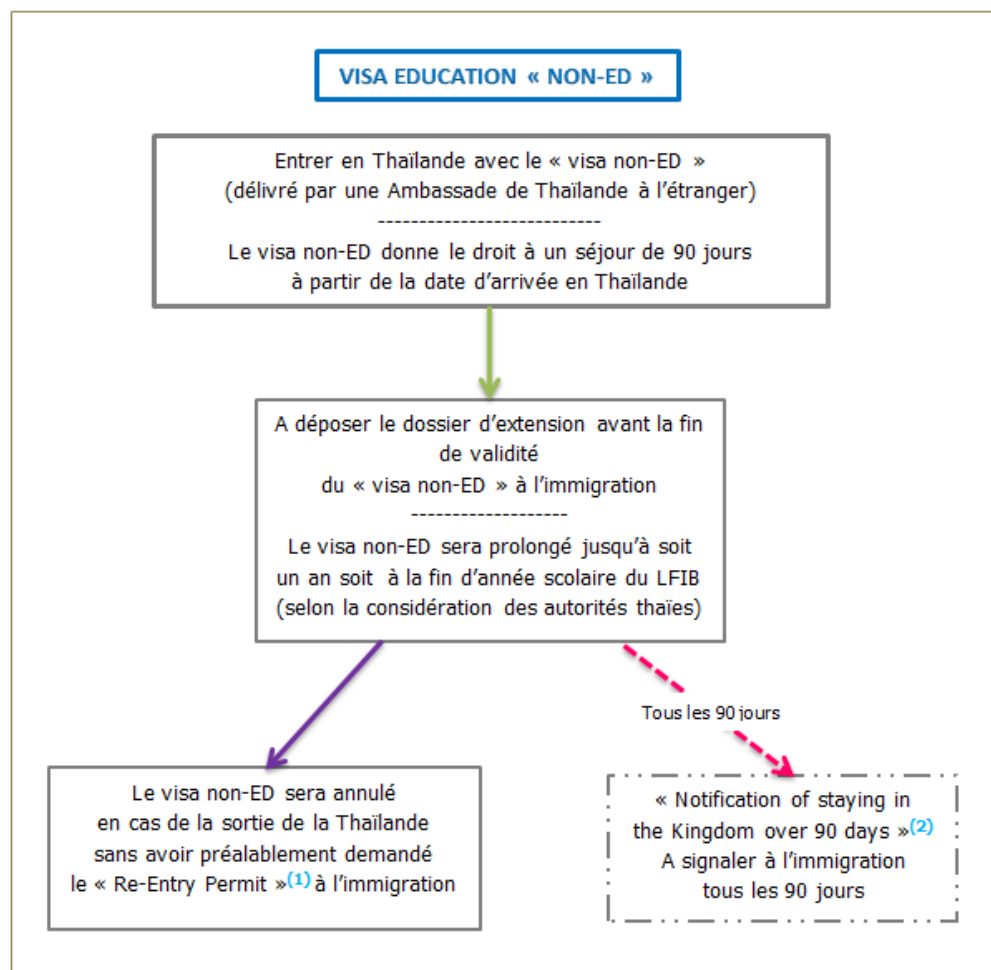 VISA EDUCATION « NON-ED »
Entrer en Thaïlande avec le « visa non-ED »
(délivré par une Ambassade de Thaïlande à l’étranger)
---------------------------
Le visa non-ED donne le droit à un séjour de 90 jours
à partir de la date d’arrivée en Thaïlande
A déposer le dossier d’extension avant la fin
de validité
du « visa non-ED » à l’immigration
-------------------
Le visa non-ED sera prolongé jusqu’à soit
un an soit à la fin d’année scolaire du LFIB
(selon la considération des autorités thaïes)
Tous les 90 jours
Le visa non-ED sera annulé
en cas de la sortie de la Thaïlande
sans avoir préalablement demandé
le « Re-Entry Permit »(1) à l’immigration
« Notification of staying in
the Kingdom over 90 days »(2)
A signaler à l’immigration
tous les 90 jours